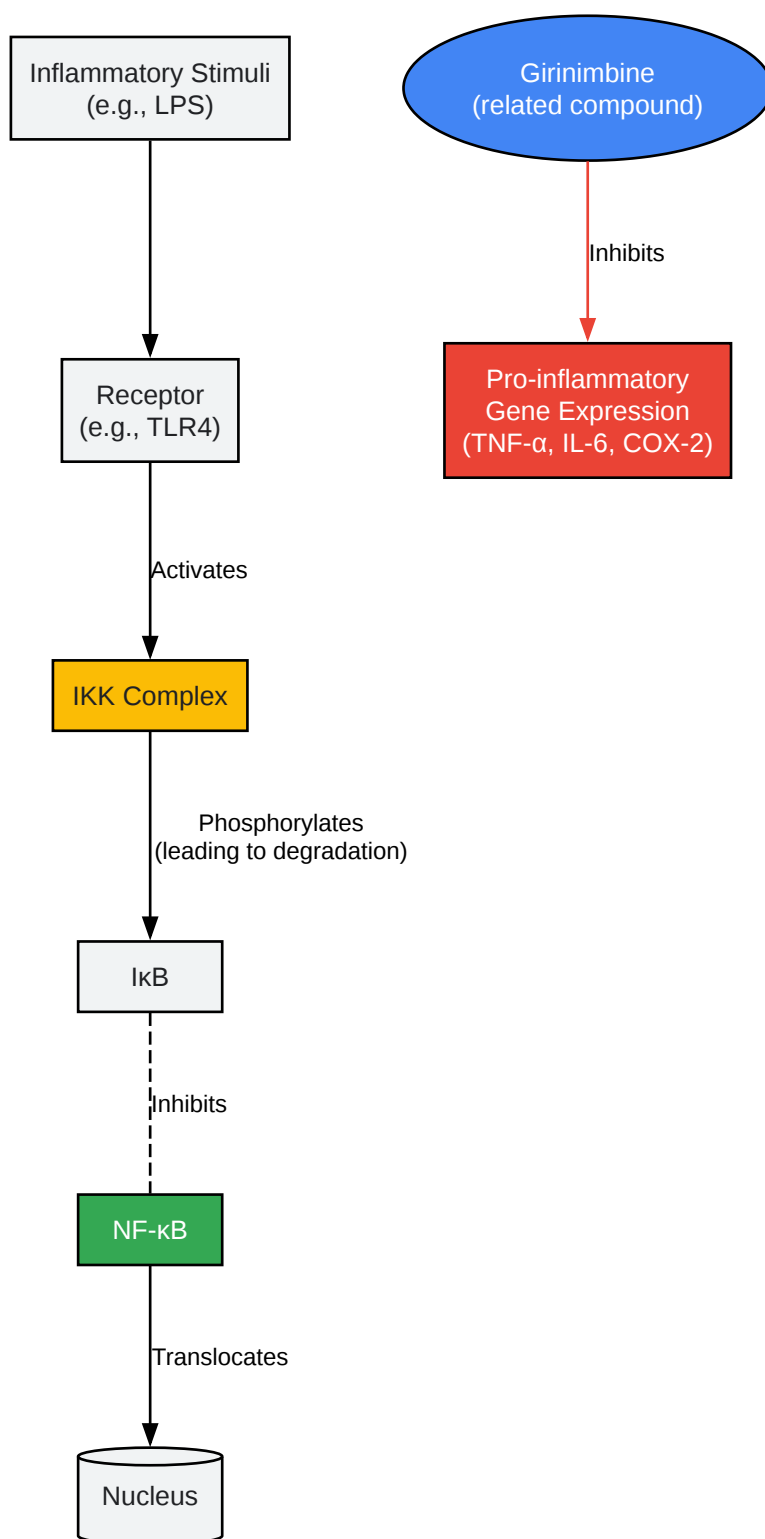 Inflammatory Stimuli
(e.g., LPS)
Receptor
(e.g., TLR4)
Activates
IKK Complex
Phosphorylates
(leading to degradation)
IκB
Inhibits
NF-κB
Translocates
Nucleus
Girinimbine
(related compound)
Inhibits
Pro-inflammatory
Gene Expression
(TNF-α, IL-6, COX-2)